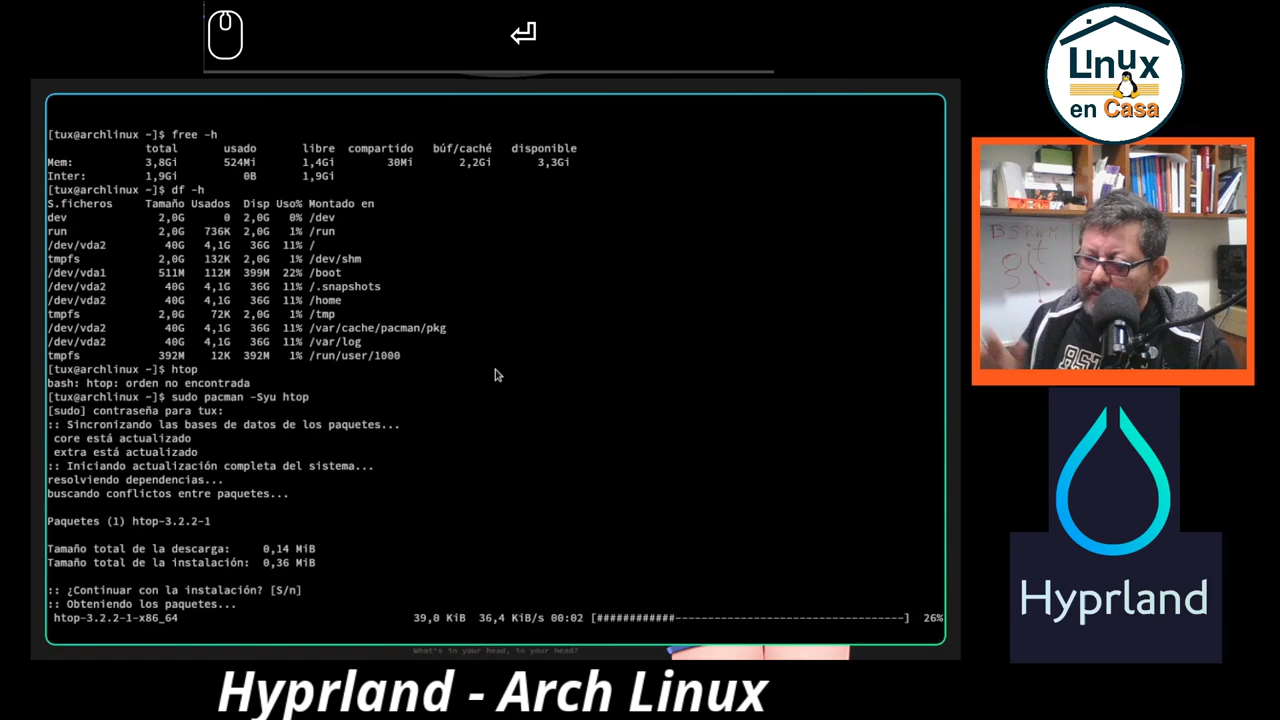 Linux
en Casa
[tux@archlinux ~]$ free -h
total usado libre compartido búf/caché disponible
Mem: 3,8Gi 524Mi 1,4Gi 30Mi 2,2Gi 3,3Gi
Inter: 1,9Gi 0B 1,9Gi
[tux@archlinux ~]$ df -h
S.ficheros Tamaño Usados Disp Uso% Montado en
dev 2,0G 0 2,0G 0% /dev
run 2,0G 736K 2,0G 1% /run
/dev/vda2 40G 4,1G 36G 11% /
tmpfs 2,0G 132K 2,0G 1% /dev/shm
/dev/vda1 511M 112M 399M 22% /boot
/dev/vda2 40G 4,1G 36G 11% /.snapshots
/dev/vda2 40G 4,1G 36G 11% /home
tmpfs 2,0G 72K 2,0G 1% /tmp
/dev/vda2 40G 4,1G 36G 11% /var/cache/pacman/pkg
/dev/vda2 40G 4,1G 36G 11% /var/log
tmpfs 392M 12K 392M 1% /run/user/1000
[tux@archlinux ~]$ htop
bash: htop: orden no encontrada
[tux@archlinux ~]$ sudo pacman -Syu htop
[sudo] contraseña para tux:
:: Sincronizando las bases de datos de los paquetes...
core está actualizado
extra está actualizado
:: Iniciando actualización completa del sistema...
resolviendo dependencias...
buscando conflictos entre paquetes...
Paquetes (1) htop-3.2.2-1
Tamaño total de la descarga: 0,14 MiB
Tamaño total de la instalación: 0,36 MiB
:: ¿Continuar con la instalación? [S/n]
:: Obteniendo los paquetes...
htop-3.2.2-1-x86_64 39,0 KiB 36,4 KiB/s 00:02 [############----------------------------------] 26%
What's in your head, in your head?
BSPWM
git
Hyprland
Hyprland - Arch Linux